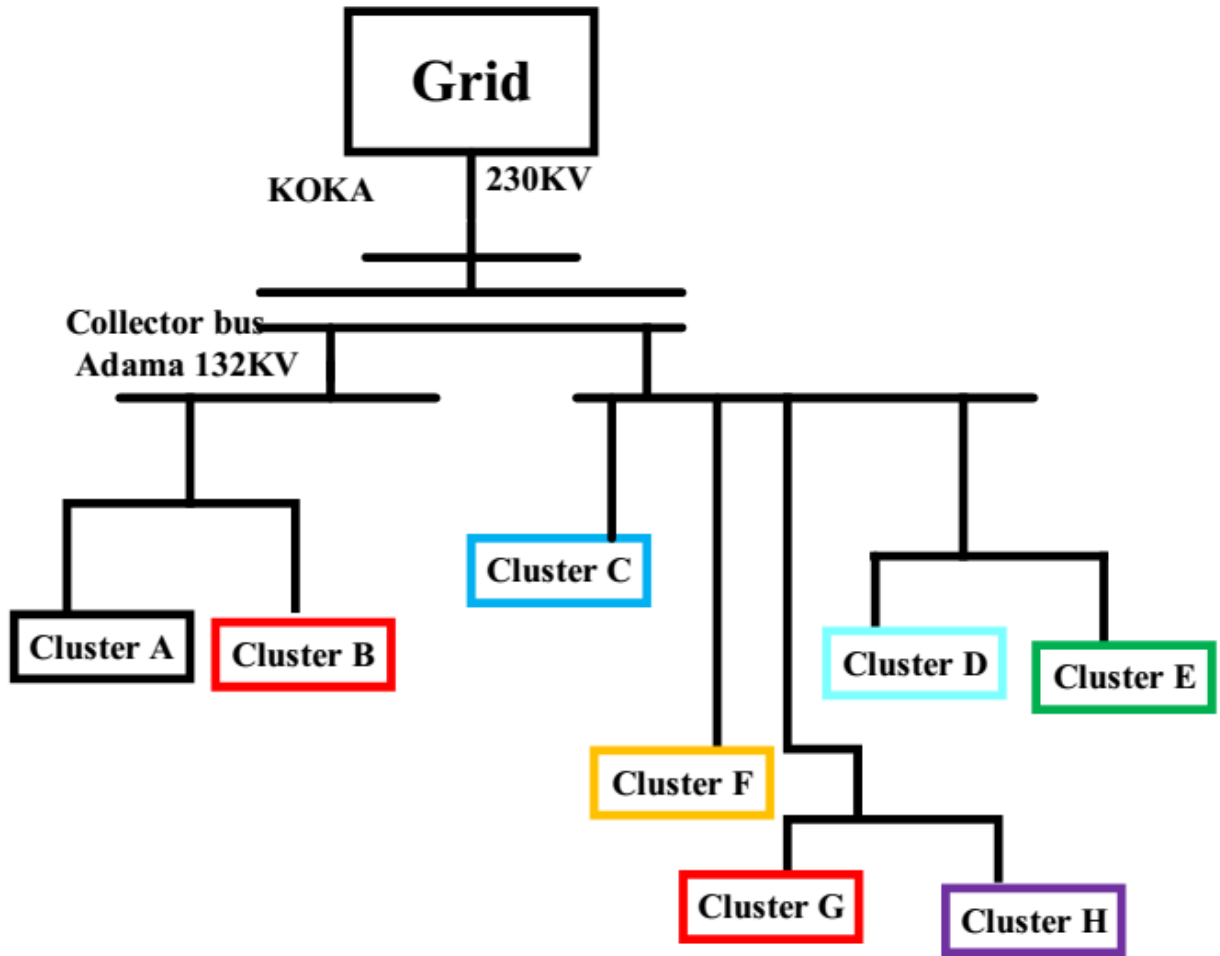 Grid
KOKA
230KV
Collector bus
Adama 132KV
Cluster C
Cluster A
Cluster B
Cluster D
Cluster E
Cluster F
Cluster G
Cluster H